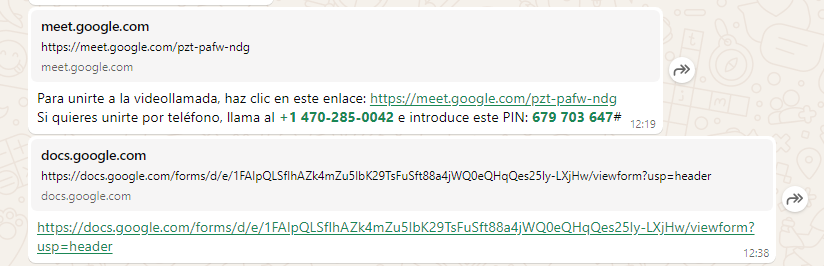 meet.google.com
https://meet.google.com/pzt-pafw-ndg
meet.google.com
Para unirte a la videollamada, haz clic en este enlace: https://meet.google.com/pzt-pafw-ndg
Si quieres unirte por teléfono, llama al +1 470-285-0042 e introduce este PIN: 679 703 647#
12:19
docs.google.com
https://docs.google.com/forms/d/e/1FAIpQLSflhAZk4mZu5IbK29TsFuSft88a4jWQ0eQHqQes25Iy-LXjHw/viewform?usp=header
docs.google.com
https://docs.google.com/forms/d/e/1FAIpQLSflhAZk4mZu5IbK29TsFuSft88a4jWQ0eQHqQes25Iy-LXjHw/viewform?
usp=header
12:38